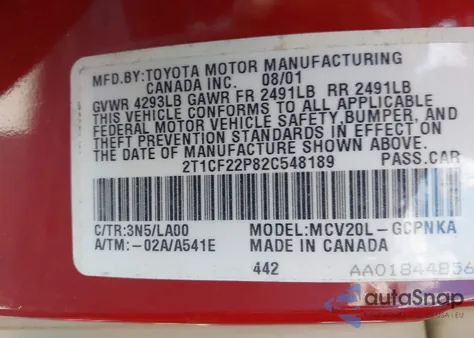 MFD.BY:TOYOTA MOTOR MANUFACTURING
CANADA INC. 08/01
GVWR 4293LB GAWR FR 2491LB RR 2491LB
THIS VEHICLE CONFORMS TO ALL APPLICABLE
FEDERAL MOTOR VEHICLE SAFETY,BUMPER, AND
THEFT PREVENTION STANDARDS IN EFFECT ON
THE DATE OF MANUFACTURE SHOWN ABOVE.
2T1CF22P82C548189 PASS.CAR
C/TR:3N5/LA00 MODEL:MCV20L-GCPNKA
A/TM:-02A/A541E MADE IN CANADA
442 AA01844B36
autoSnap